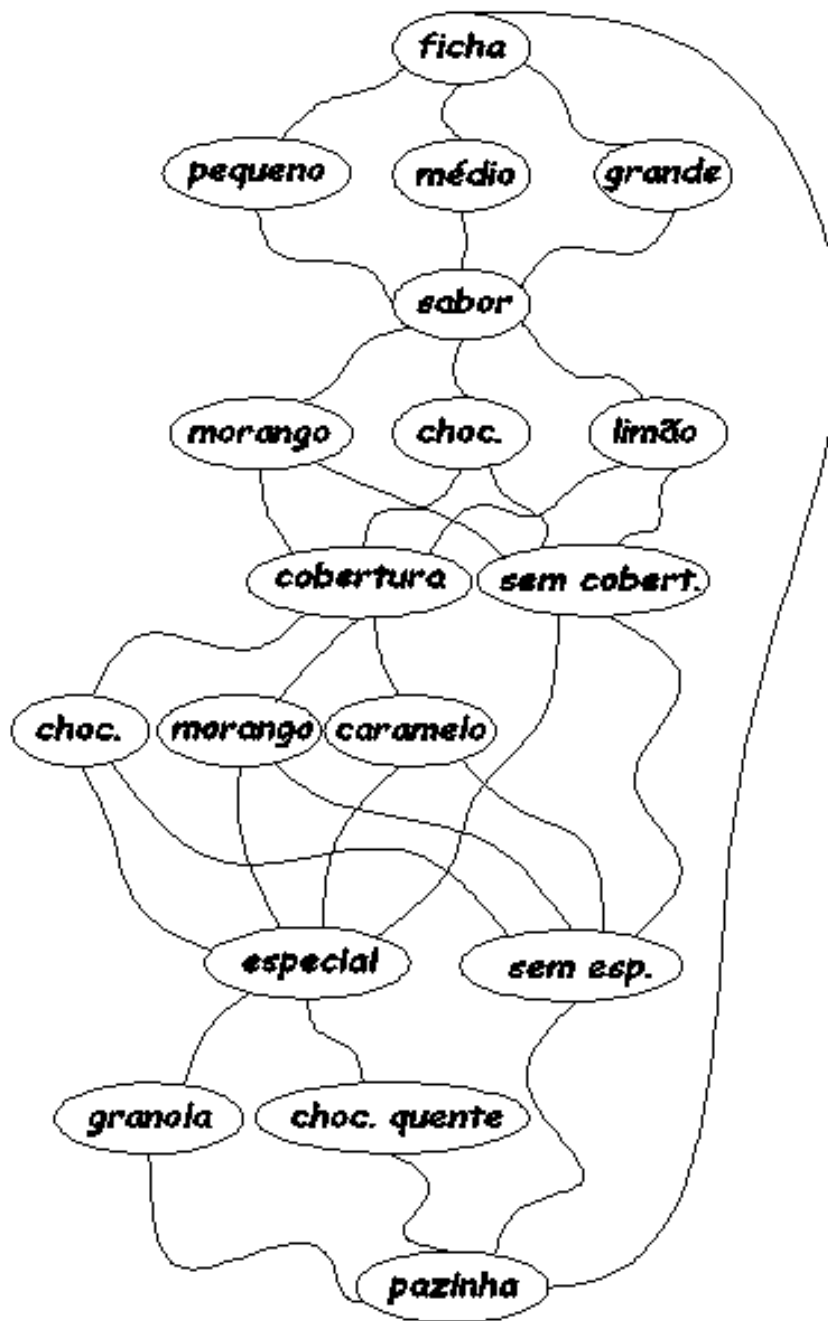 ficha
pequeno médio grande
sabor
morango choc. limão
cobertura sem cobert.
choc. morango caramelo
especial sem esp.
granola choc. quente
pazinha